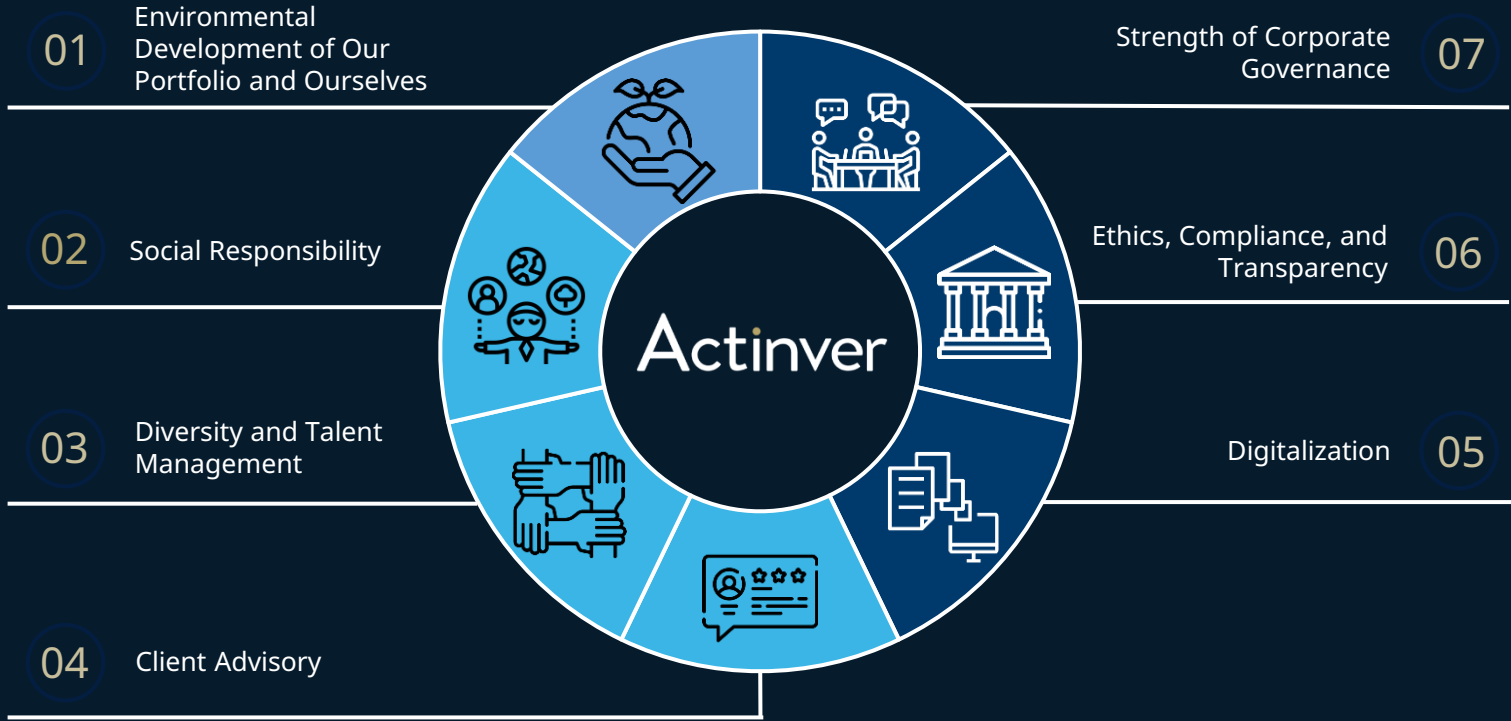 01
Environmental
Development of Our
Portfolio and Ourselves
02
Social Responsibility
03
Diversity and Talent
Management
04
Client Advisory
Actinver
Strength of Corporate
Governance
07
Ethics, Compliance, and
Transparency
06
Digitalization
05